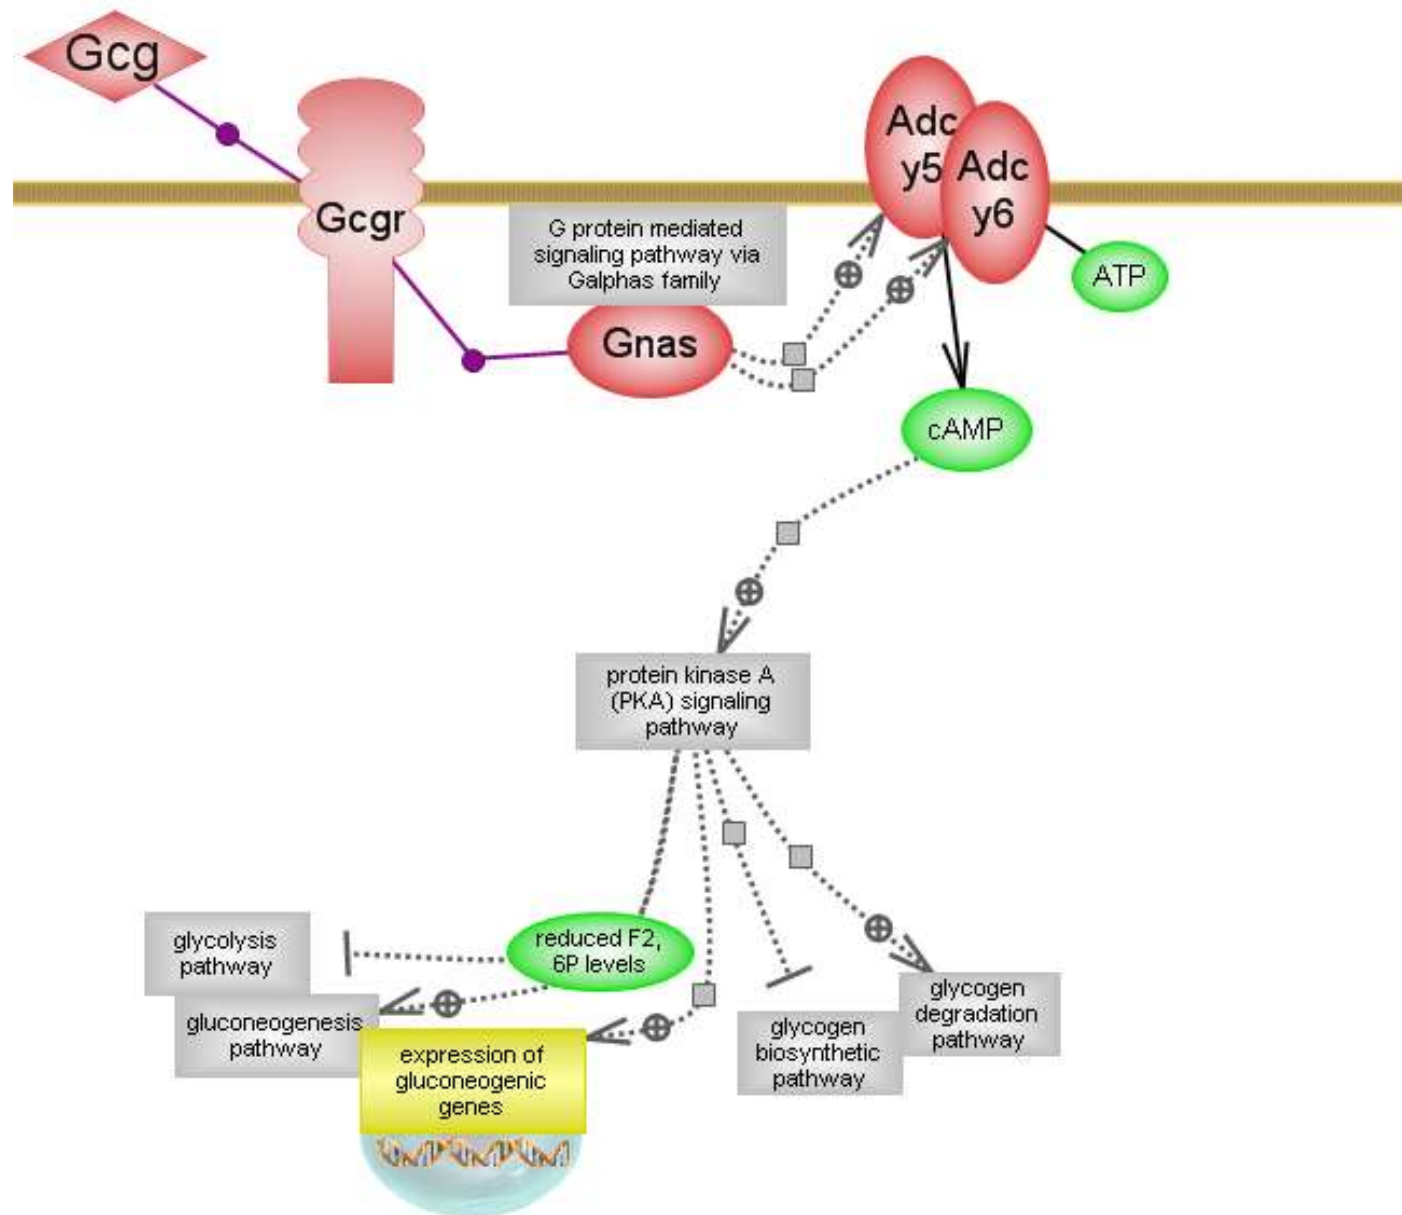 Gcg
Gcgr
G protein mediated
signaling pathway via
Galphas family
Gnas
Adc
y5
Adc
y6
ATP
cAMP
protein kinase A
(PKA) signaling
pathway
reduced F2,
6P levels
glycolysis
pathway
gluconeogenesis
pathway
expression of
gluconeogenic
genes
glycogen
biosynthetic
pathway
glycogen
degradation
pathway